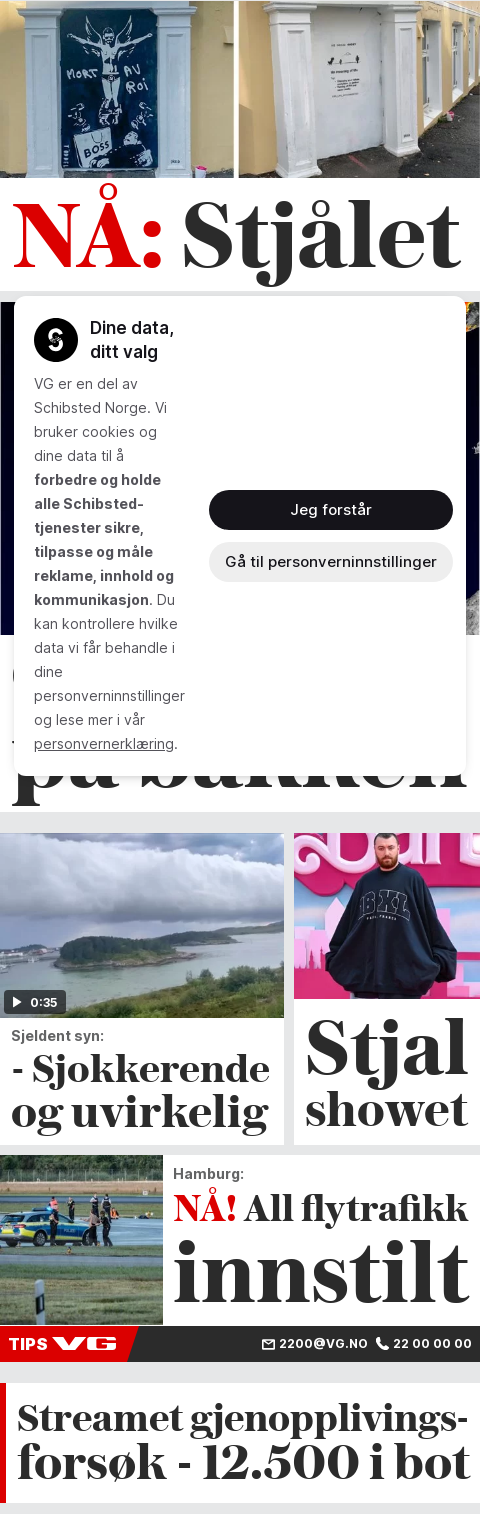 MORT AV
ROI
BOSS
NÅ: Stjålet
Dine data,
ditt valg
VG er en del av
Schibsted Norge. Vi
bruker cookies og
dine data til å
forbedre og holde
alle Schibsted-
tjenester sikre,
tilpasse og måle
reklame, innhold og
kommunikasjon. Du
kan kontrollere hvilke
data vi får behandle i
dine
personverninnstillinger
og lese mer i vår
personvernerklæring.
Jeg forstår
Gå til personverninnstillinger
på bakken
0:35
Sjeldent syn:
- Sjokkerende
og uvirkelig
Stjal
showet
Hamburg:
NÅ! All flytrafikk
innstilt
TIPS VG
2200@VG.NO 22 00 00 00
Streamet gjenopplivings-
forsøk - 12.500 i bot